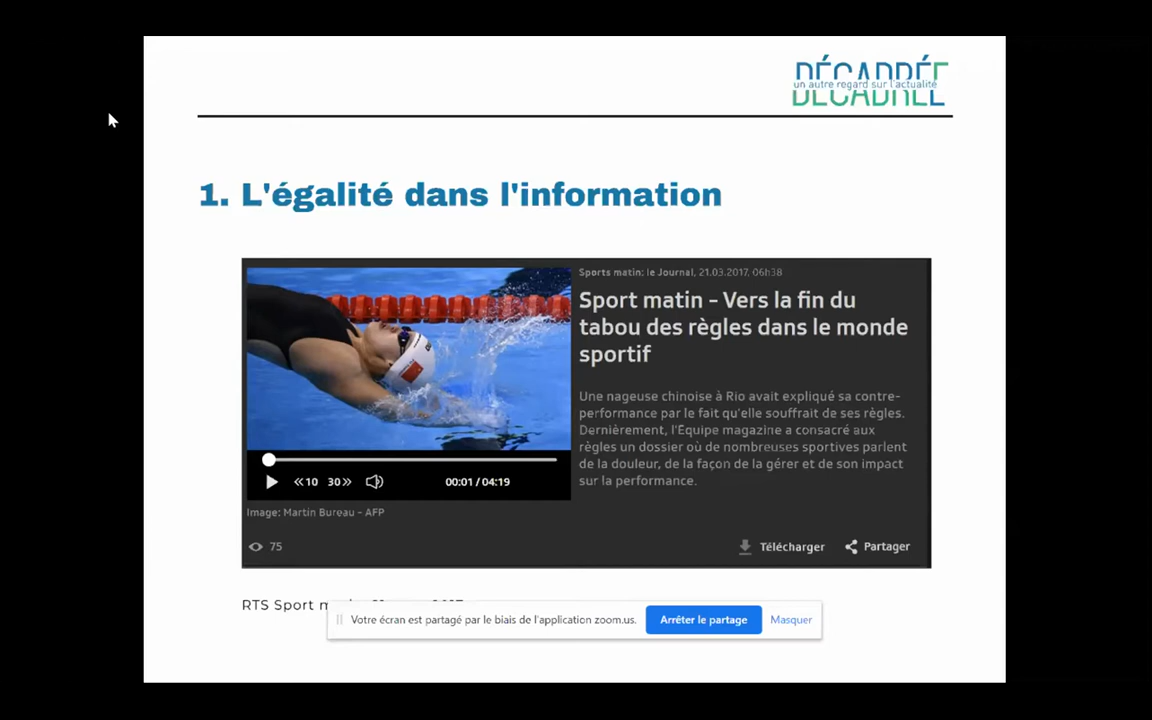 DÉCADRÉE
un autre regard sur l'actualité
1. L'égalité dans l'information
Sports matin: le Journal, 21.03.2017, 06h38
Sport matin - Vers la fin du
tabou des règles dans le monde
sportif
Une nageuse chinoise à Rio avait expliqué sa contre-
performance par le fait qu'elle souffrait de ses règles.
Dernièrement, l'Équipe magazine a consacré aux
règles un dossier où de nombreuses sportives parlent
de la douleur, de la façon de la gérer et de son impact
sur la performance.
«10 30» 00:01 / 04:19
Image: Martin Bureau - AFP
75
Télécharger
Partager
RTS Sport
Votre écran est partagé par le biais de l'application zoom.us.
Arrêter le partage
Masquer